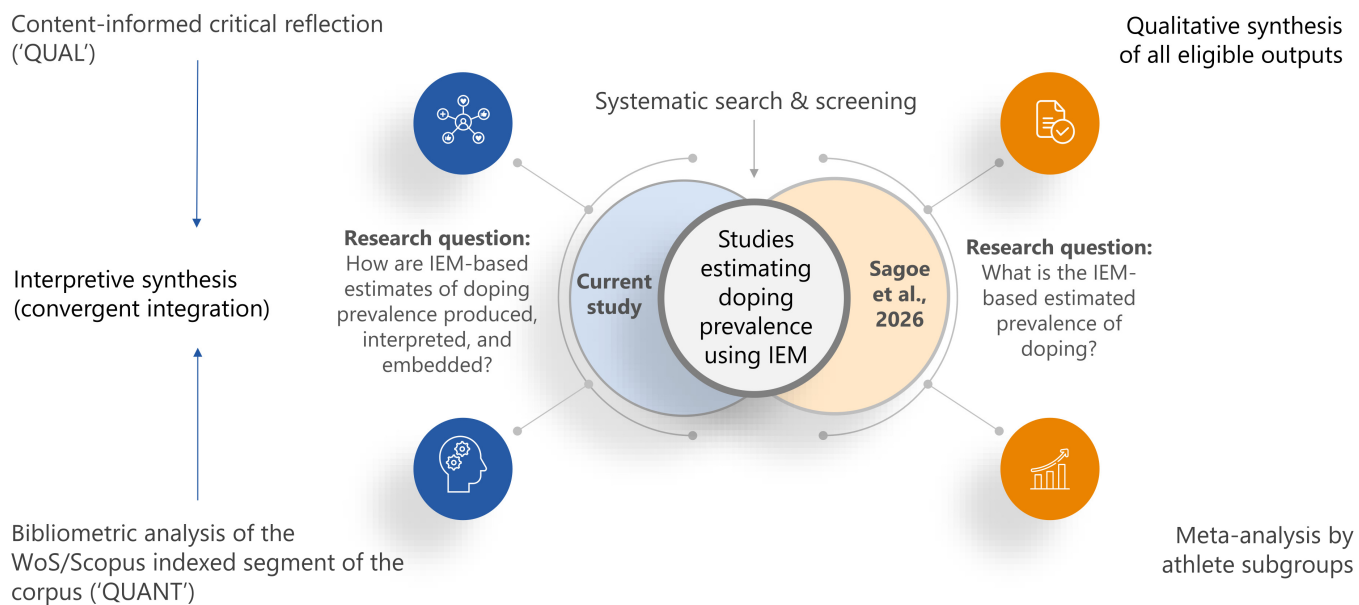 Content-informed critical reflection
(‘QUAL’)
Interpretive synthesis
(convergent integration)
Bibliometric analysis of the
WoS/Scopus indexed segment of the
corpus (‘QUANT’)
Research question:
How are IEM-based
estimates of doping
prevalence produced,
interpreted, and
embedded?
Current
study
Systematic search & screening
Studies
estimating
doping
prevalence
using IEM
Sagoe
et al.,
2026
Research question:
What is the IEM-
based estimated
prevalence of
doping?
Qualitative synthesis
of all eligible outputs
Meta-analysis by
athlete subgroups